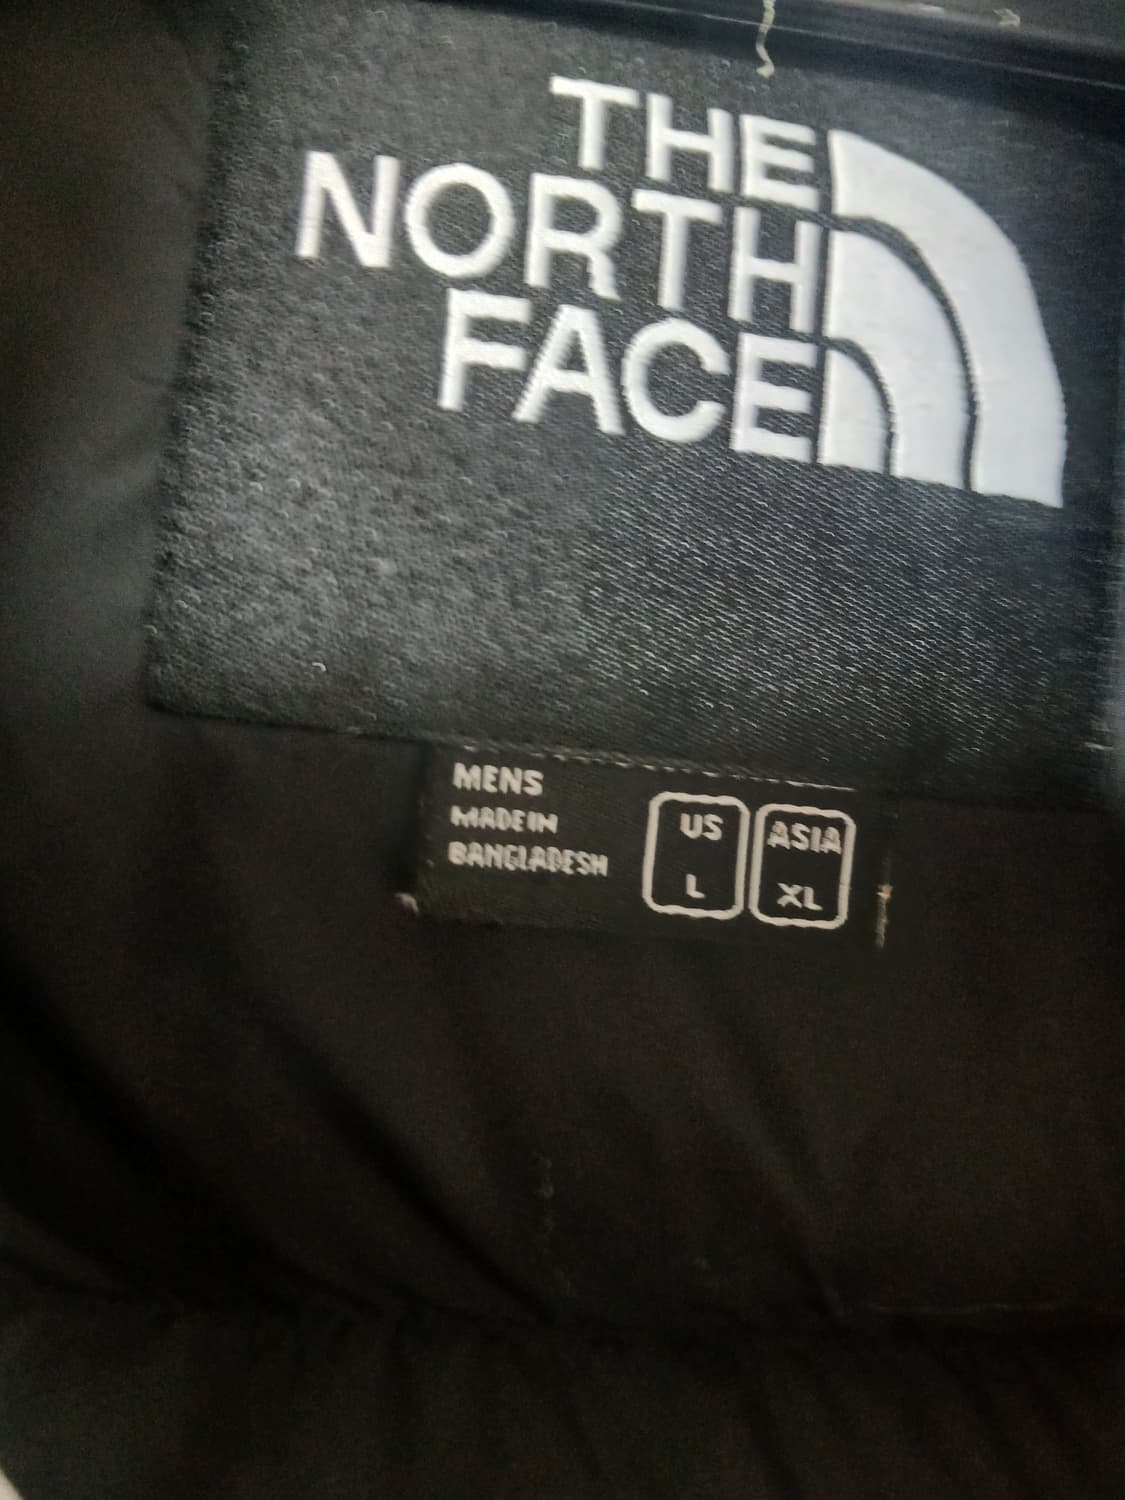 THE
NORTH
FACE
MENS
MADE IN
BANGLADESH
US
L
ASIA
XL